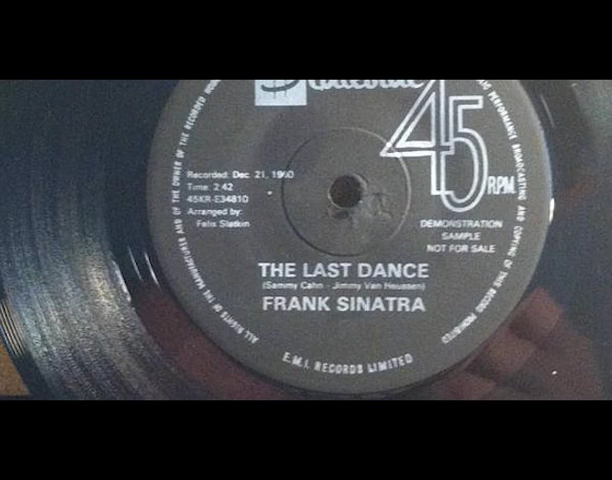 45 RPM
Recorded: Dec. 21, 1960
Time: 2:42
45KR-E34810
Arranged by:
Felix Slatkin
DEMONSTRATION
SAMPLE
NOT FOR SALE
THE LAST DANCE
(Sammy Cahn - Jimmy Van Heussen)
FRANK SINATRA
E.M.I. RECORDS LIMITED
ALL RIGHTS OF THE MANUFACTURER AND OF THE OWNER OF THE RECORDED
PERFORMANCE BROADCASTING AND COPYING OF THIS RECORD PROHIBITED